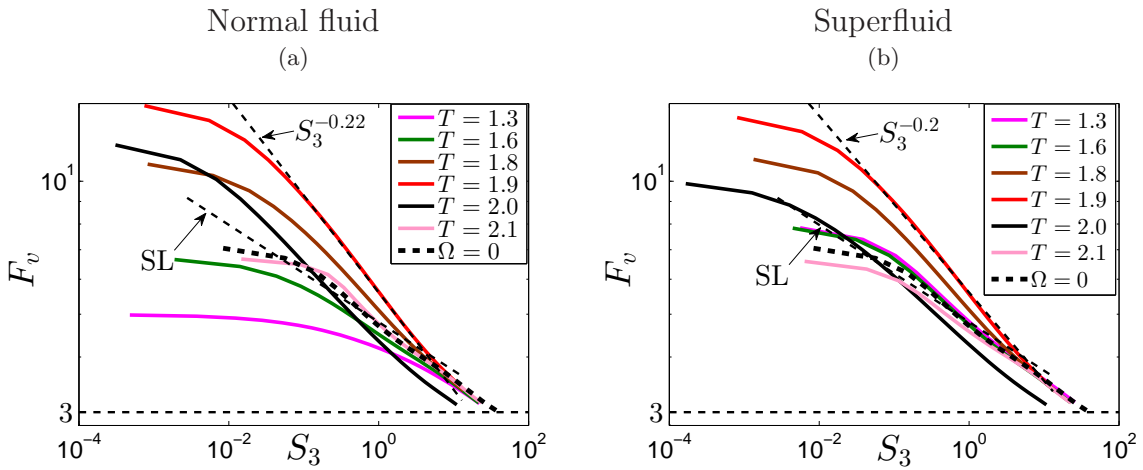 Normal fluid
(a)
F_v
10^1
3
S_3^{-0.22}
SL
T = 1.3
T = 1.6
T = 1.8
T = 1.9
T = 2.0
T = 2.1
Ω = 0
10^{-4} 10^{-2} 10^0 10^2
S_3
Superfluid
(b)
F_v
10^1
3
S_3^{-0.2}
SL
T = 1.3
T = 1.6
T = 1.8
T = 1.9
T = 2.0
T = 2.1
Ω = 0
10^{-4} 10^{-2} 10^0 10^2
S_3